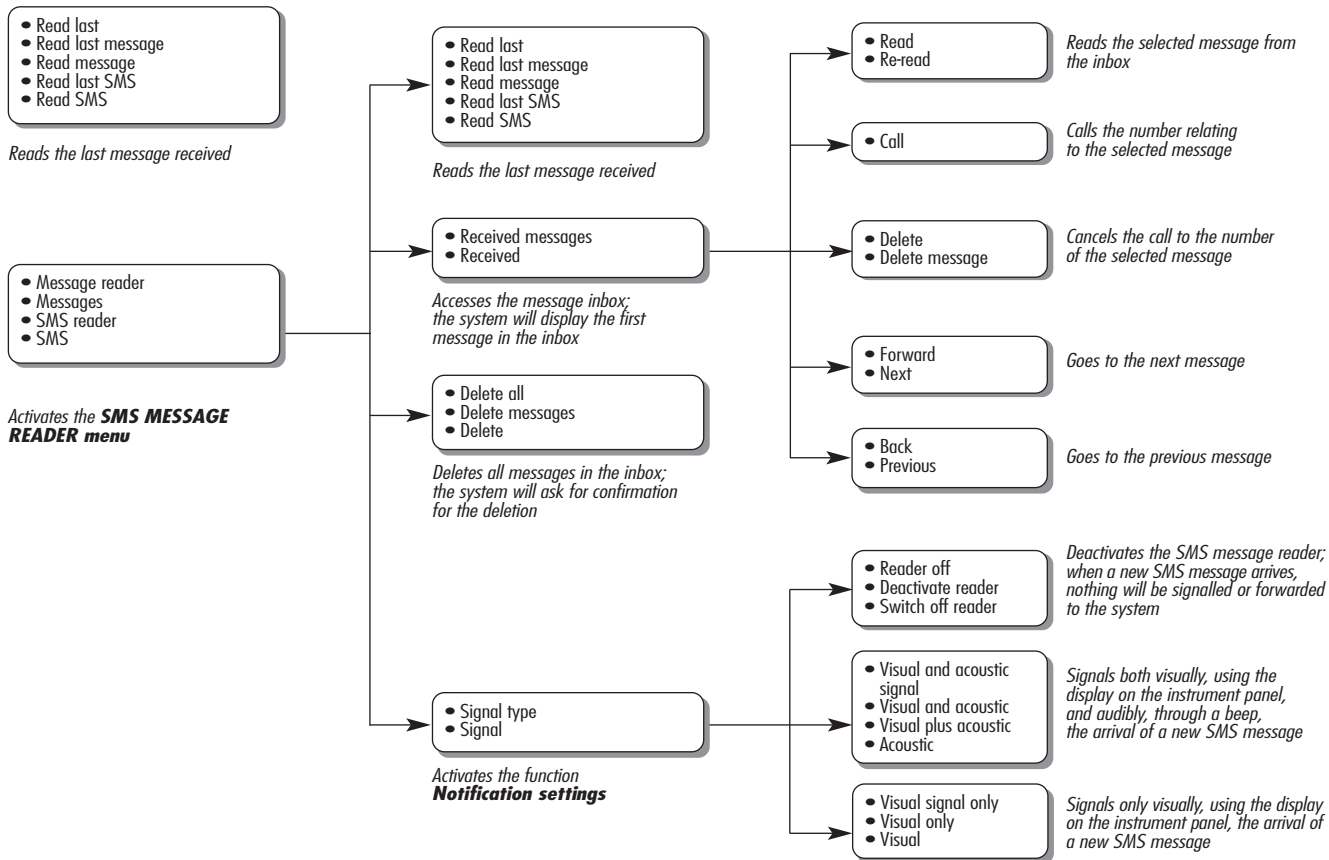 • Read last
• Read last message
• Read message
• Read last SMS
• Read SMS
Reads the last message received
• Message reader
• Messages
• SMS reader
• SMS
Activates the SMS MESSAGE
READER menu
• Read last
• Read last message
• Read message
• Read last SMS
• Read SMS
Reads the last message received
• Received messages
• Received
Accesses the message inbox;
the system will display the first
message in the inbox
• Delete all
• Delete messages
• Delete
Deletes all messages in the inbox;
the system will ask for confirmation
for the deletion
• Signal type
• Signal
Activates the function
Notification settings
• Read
• Re-read
Reads the selected message from
the inbox
• Call
Calls the number relating
to the selected message
• Delete
• Delete message
Cancels the call to the number
of the selected message
• Forward
• Next
Goes to the next message
• Back
• Previous
Goes to the previous message
• Reader off
• Deactivate reader
• Switch off reader
Deactivates the SMS message reader;
when a new SMS message arrives,
nothing will be signalled or forwarded
to the system
• Visual and acoustic
signal
• Visual and acoustic
• Visual plus acoustic
• Acoustic
Signals both visually, using the
display on the instrument panel,
and audibly, through a beep,
the arrival of a new SMS message
• Visual signal only
• Visual only
• Visual
Signals only visually, using the display
on the instrument panel, the arrival of
a new SMS message